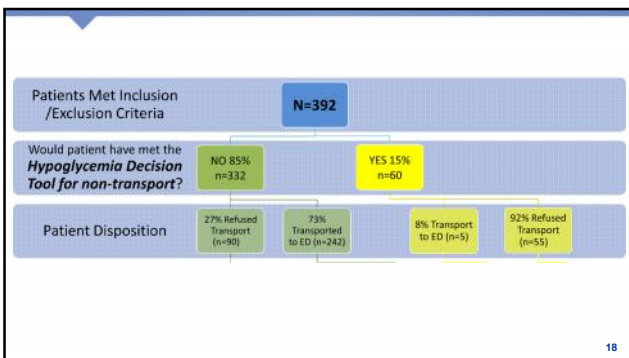 Patients Met Inclusion
/Exclusion Criteria
N=392
Would patient have met the
Hypoglycemia Decision
Tool for non-transport?
NO 85%
n=332
YES 15%
n=60
Patient Disposition
27% Refused
Transport
(n=90)
73%
Transported
to ED (n=242)
8% Transport
to ED (n=5)
92% Refused
Transport
(n=55)
18